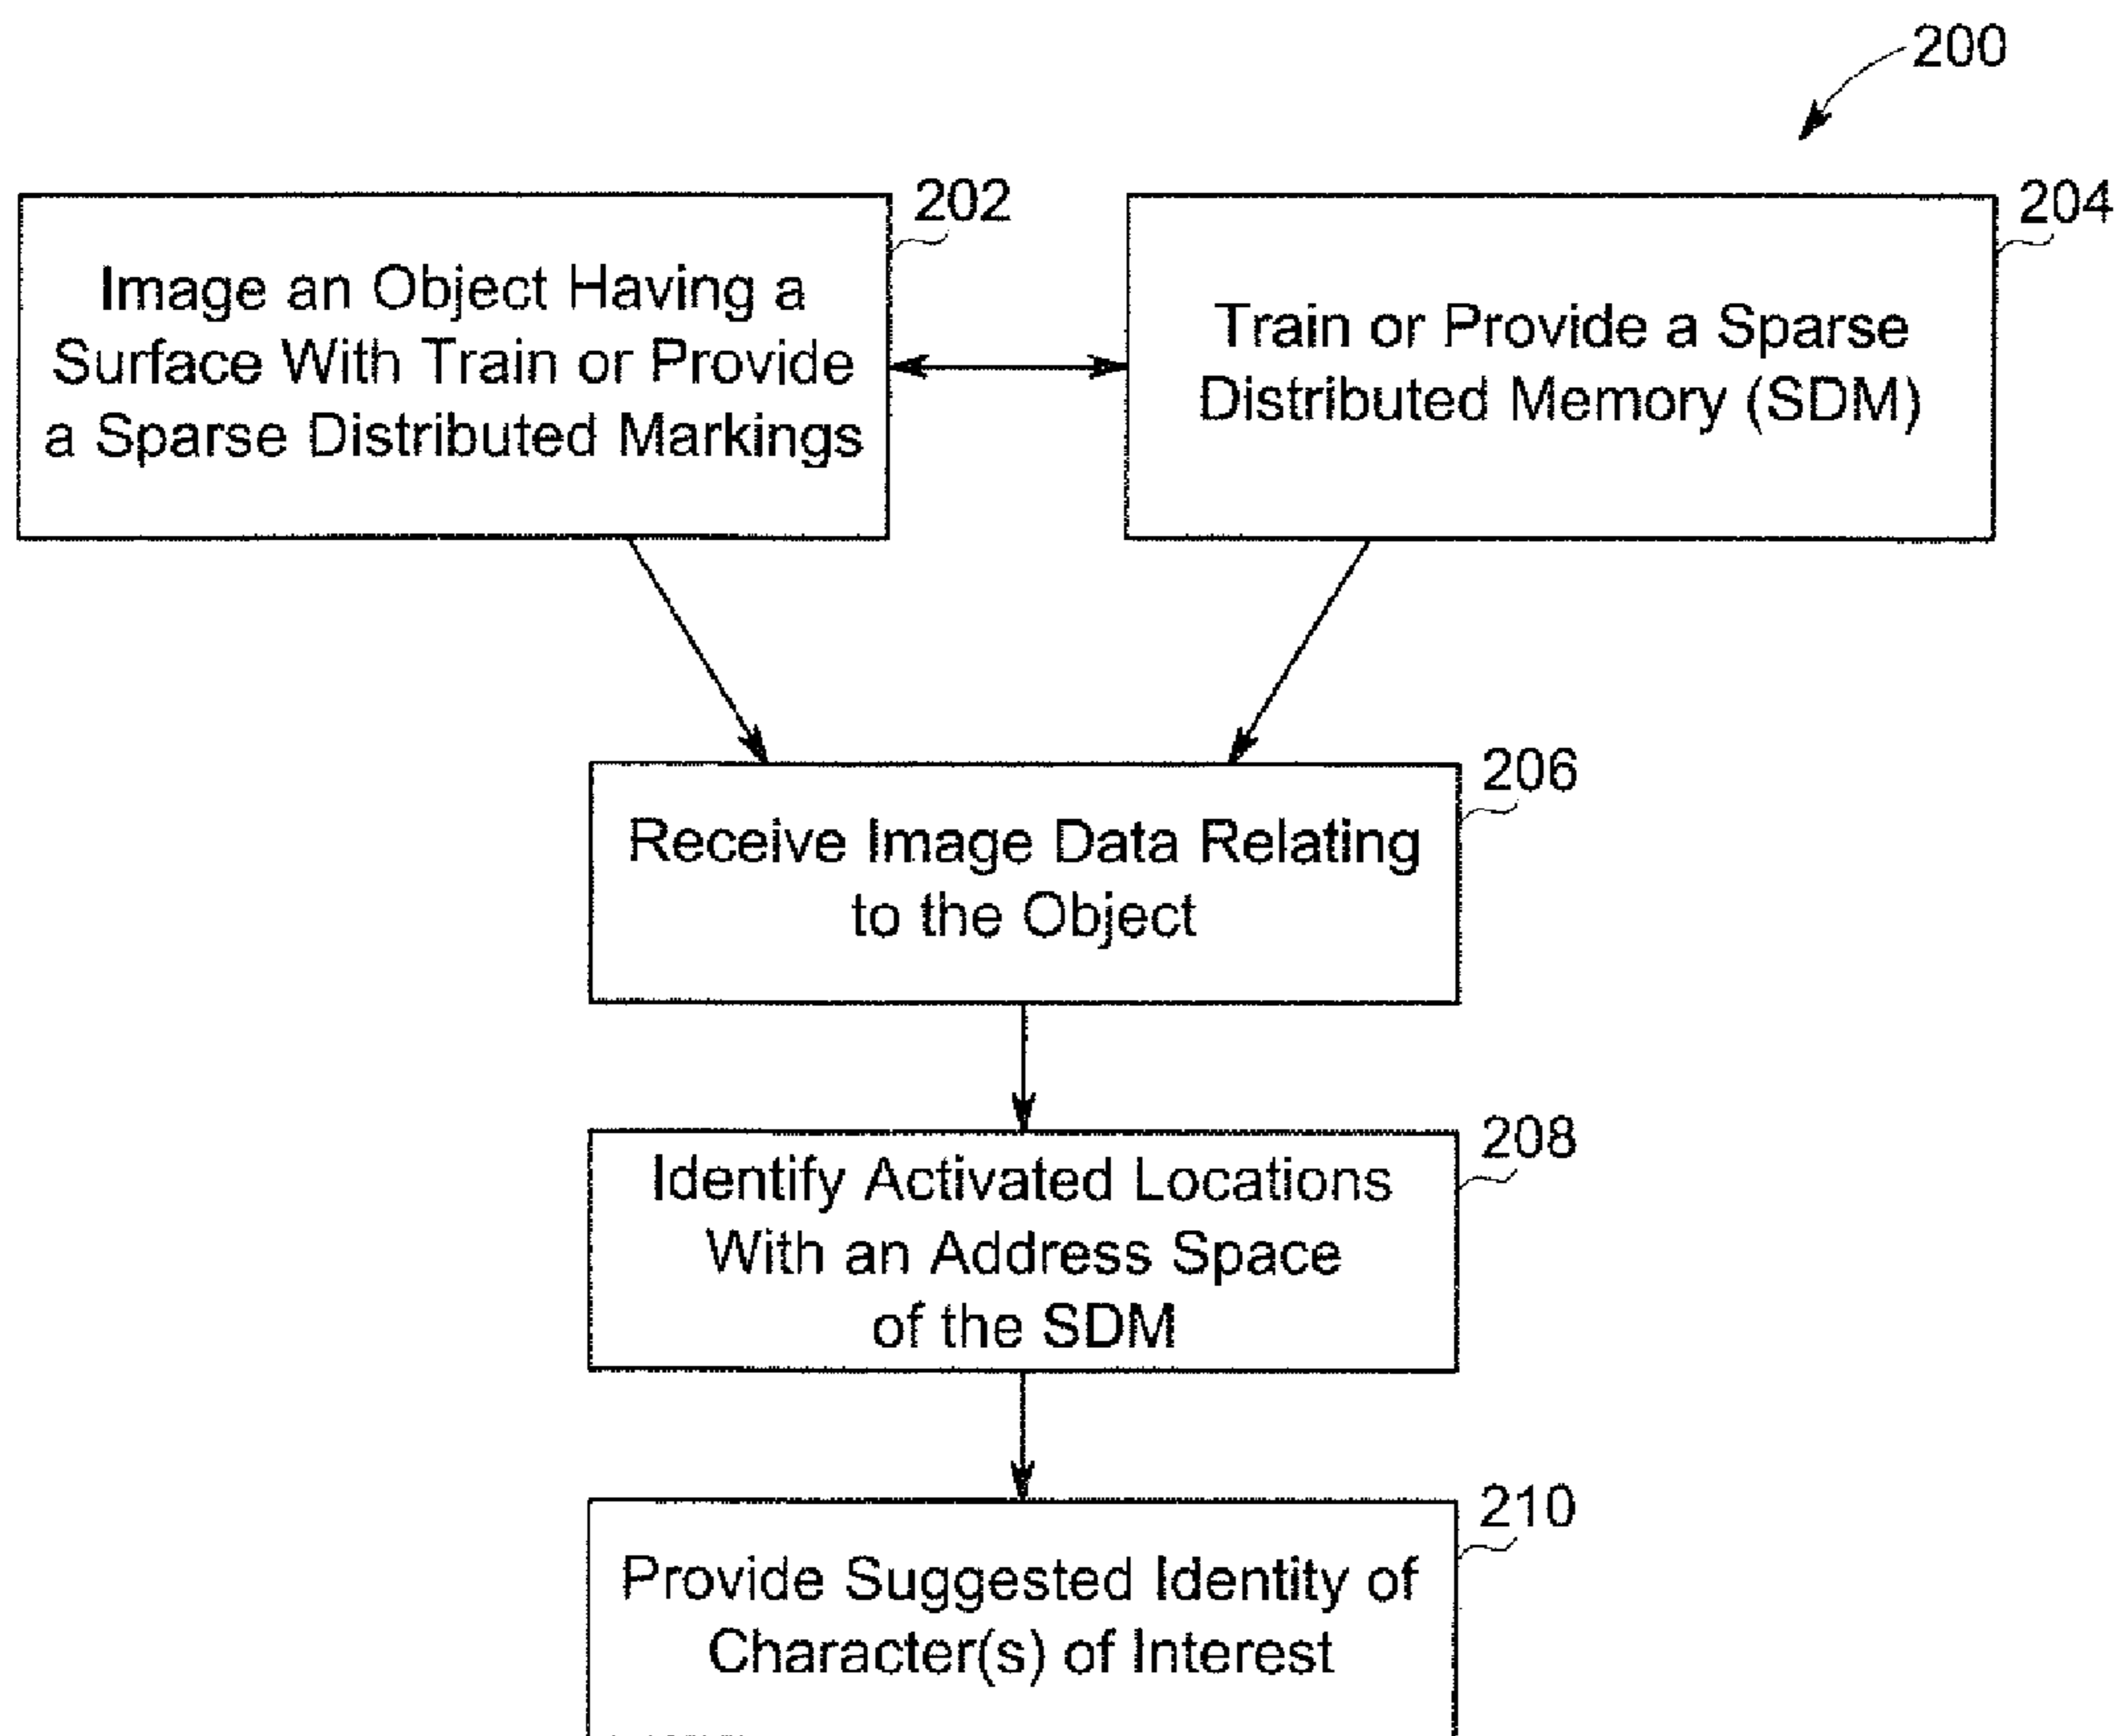 200
202
Image an Object Having a
Surface With Train or Provide
a Sparse Distributed Markings
204
Train or Provide a Sparse
Distributed Memory (SDM)
206
Receive Image Data Relating
to the Object
208
Identify Activated Locations
With an Address Space
of the SDM
210
Provide Suggested Identity of
Character(s) of Interest